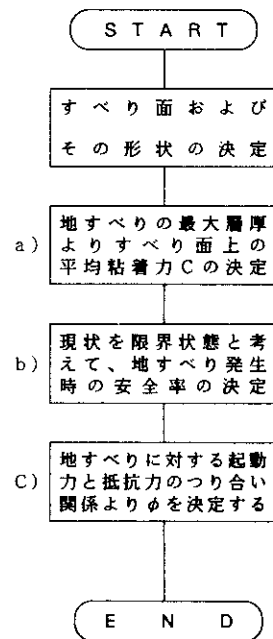 START
すべり面および
その形状の決定
地すべりの最大層厚
a) よりすべり面上の
平均粘着力Cの決定
現状を限界状態と考
b) えて、地すべり発生
時の安全率の決定
地すべりに対する起動
C) 力と抵抗力のつり合い
関係よりφを決定する
END